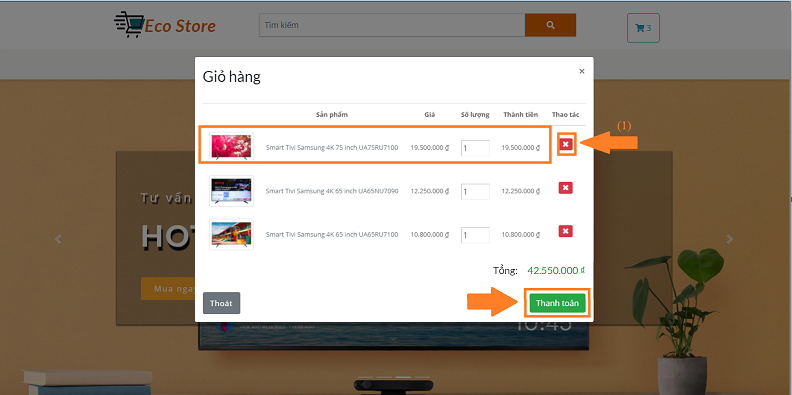 Eco Store
Tìm kiếm
3
Giỏ hàng
×
Sản phẩm Giá Số lượng Thành tiền Thao tác
(1)
Smart Tivi Samsung 4K 75 inch UA75RU7100 19.500.000 ₫ 1 19.500.000 ₫
Smart Tivi Samsung 4K 65 inch UA65NU7090 12.250.000 ₫ 1 12.250.000 ₫
Smart Tivi Samsung 4K 65 inch UA65RU7100 10.800.000 ₫ 1 10.800.000 ₫
Tổng: 42.550.000 ₫
Thoát Thanh toán
Tư vấn
HOT
Mua ngay
10:45